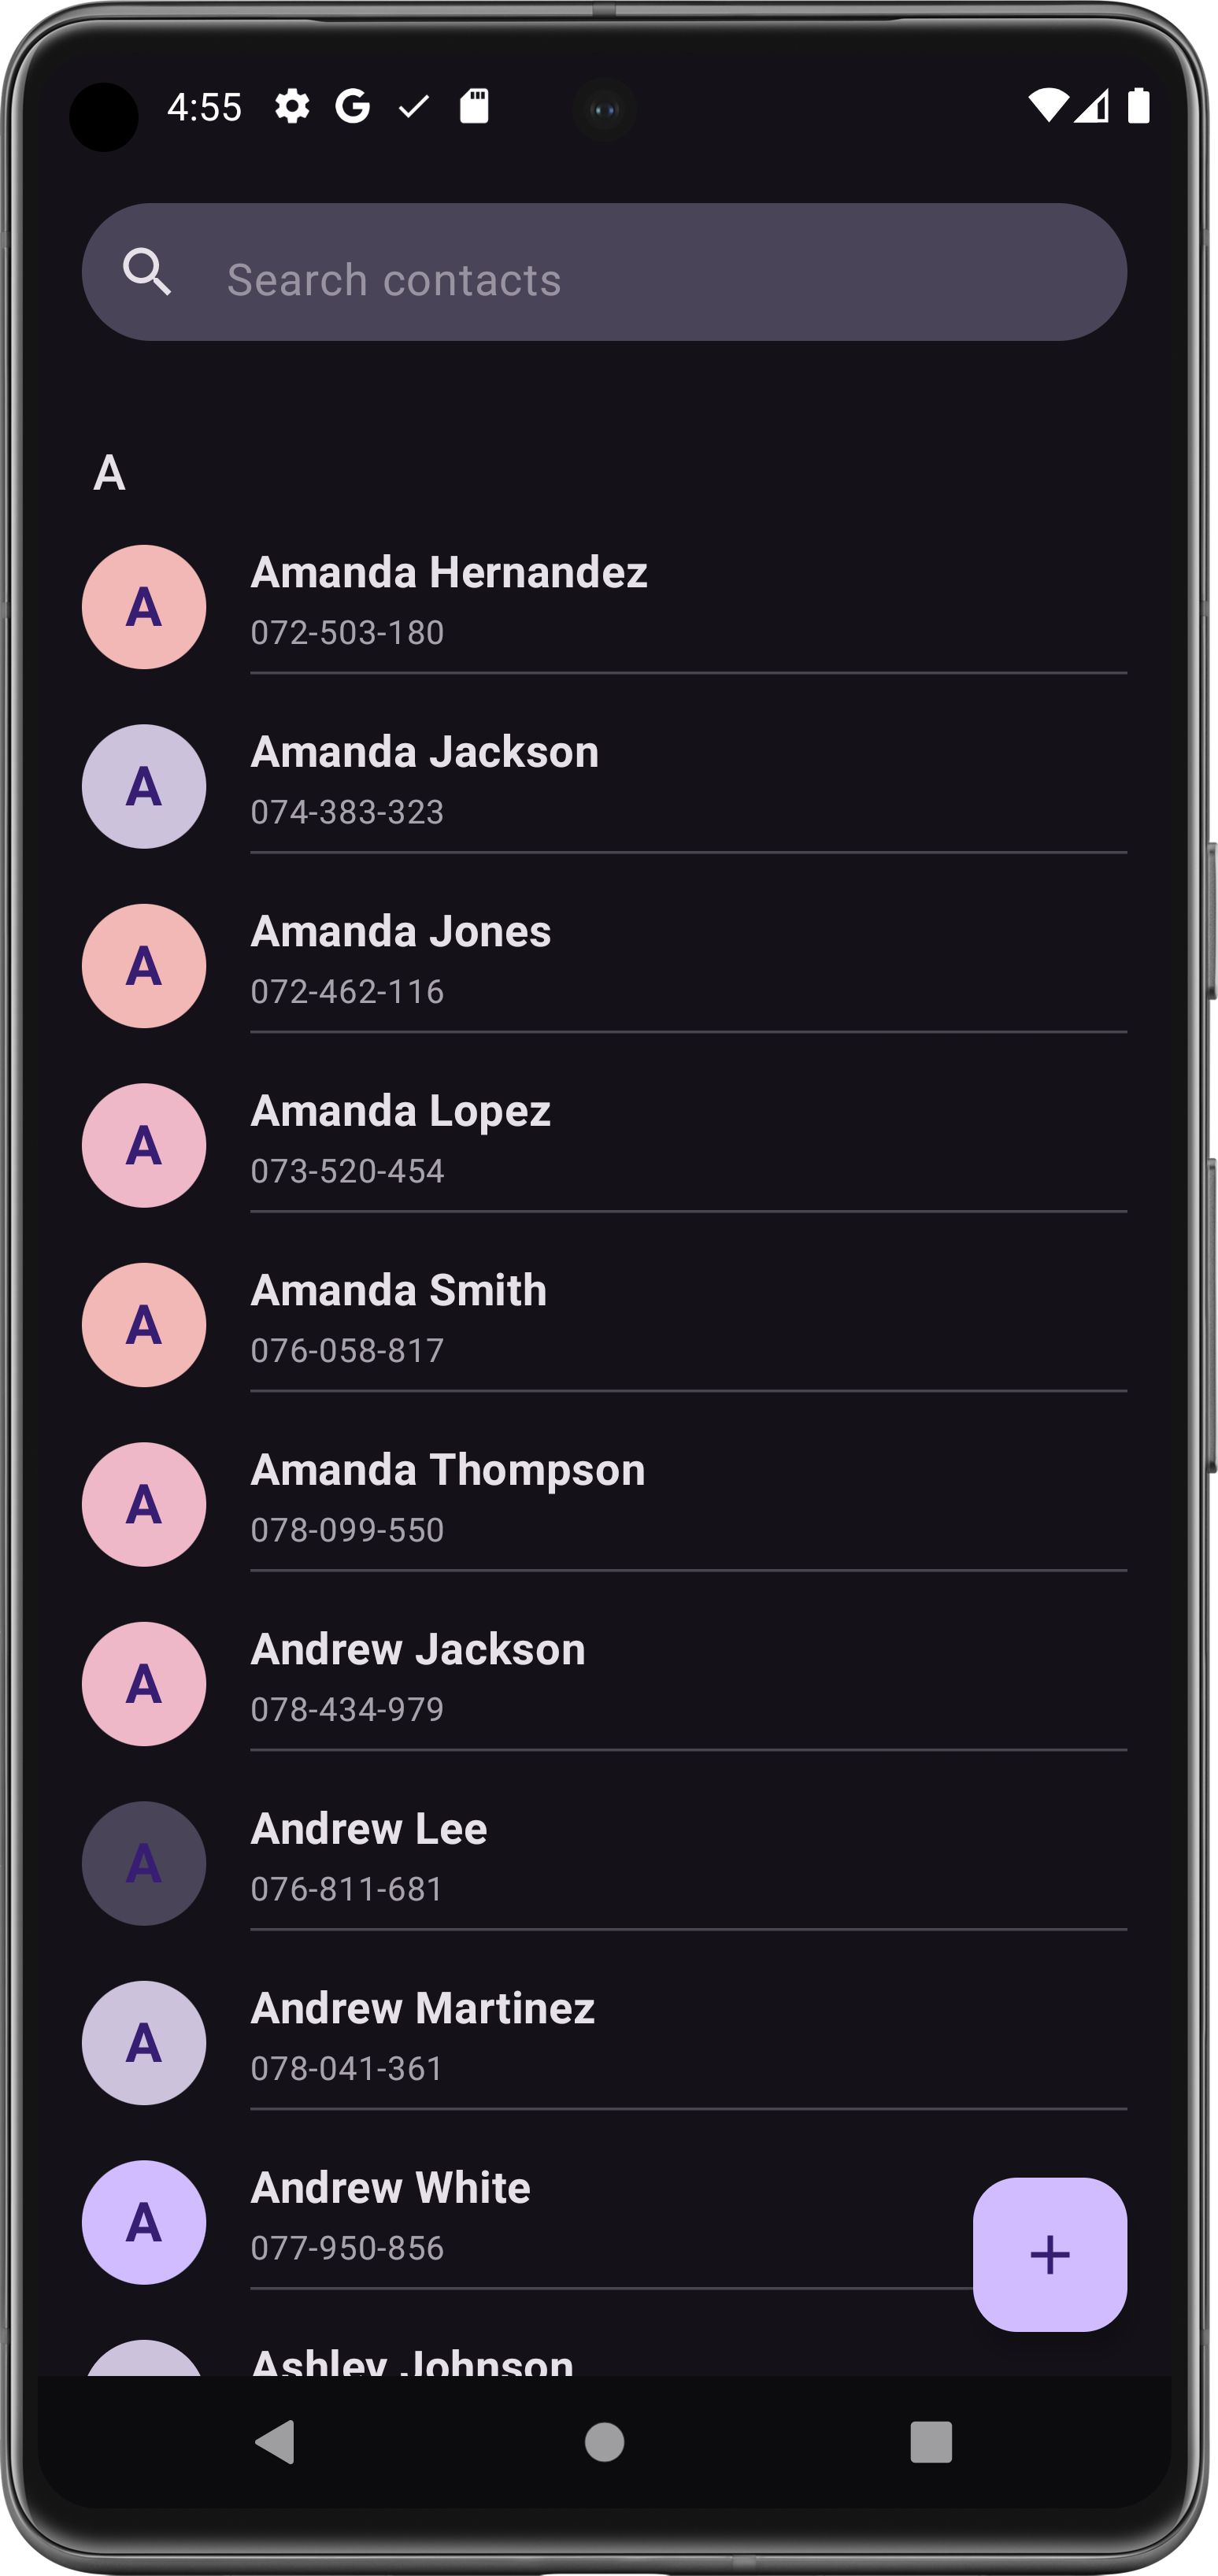 4:55
Search contacts
A
A
Amanda Hernandez
072-503-180
A
Amanda Jackson
074-383-323
A
Amanda Jones
072-462-116
A
Amanda Lopez
073-520-454
A
Amanda Smith
076-058-817
A
Amanda Thompson
078-099-550
A
Andrew Jackson
078-434-979
A
Andrew Lee
076-811-681
A
Andrew Martinez
078-041-361
A
Andrew White
077-950-856
Ashley Johnson